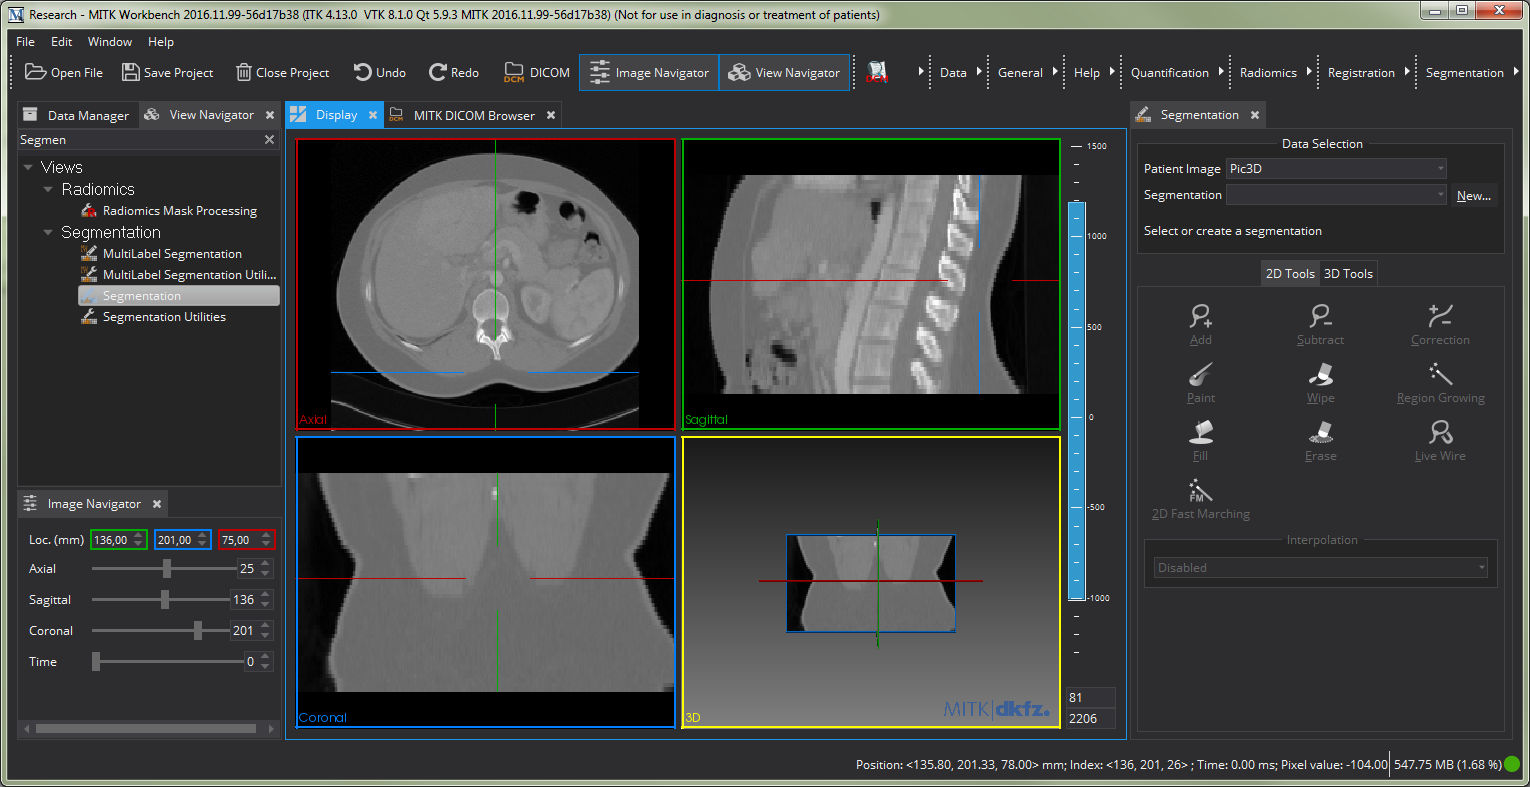 Research - MITK Workbench 2016.11.99-56d17b38 (ITK 4.13.0 VTK 8.1.0 Qt 5.9.3 MITK 2016.11.99-56d17b38) (Not for use in diagnosis or treatment of patients)
File Edit Window Help
Open File Save Project Close Project Undo Redo DCM DICOM Image Navigator View Navigator DCM Data General Help Quantification Radiomics Registration Segmentation
Data Manager View Navigator
Segmen
Views
Radiomics
Radiomics Mask Processing
Segmentation
MultiLabel Segmentation
MultiLabel Segmentation Utili...
Segmentation
Segmentation Utilities
Image Navigator
Loc. (mm) 136,00 201,00 75,00
Axial 25
Sagittal 136
Coronal 201
Time 0
Display DCM MITK DICOM Browser
Axial
Sagittal
Coronal
3D
MITK dkfz.
1500
1000
500
0
-500
-1000
81
2206
Segmentation
Data Selection
Patient Image Pic3D
Segmentation New...
Select or create a segmentation
2D Tools 3D Tools
Add Subtract Correction
Paint Wipe Region Growing
Fill Erase Live Wire
FM
2D Fast Marching
Interpolation
Disabled
Position: <135.80, 201.33, 78.00> mm; Index: <136, 201, 26> ; Time: 0.00 ms; Pixel value: -104.00 547.75 MB (1.68 %)